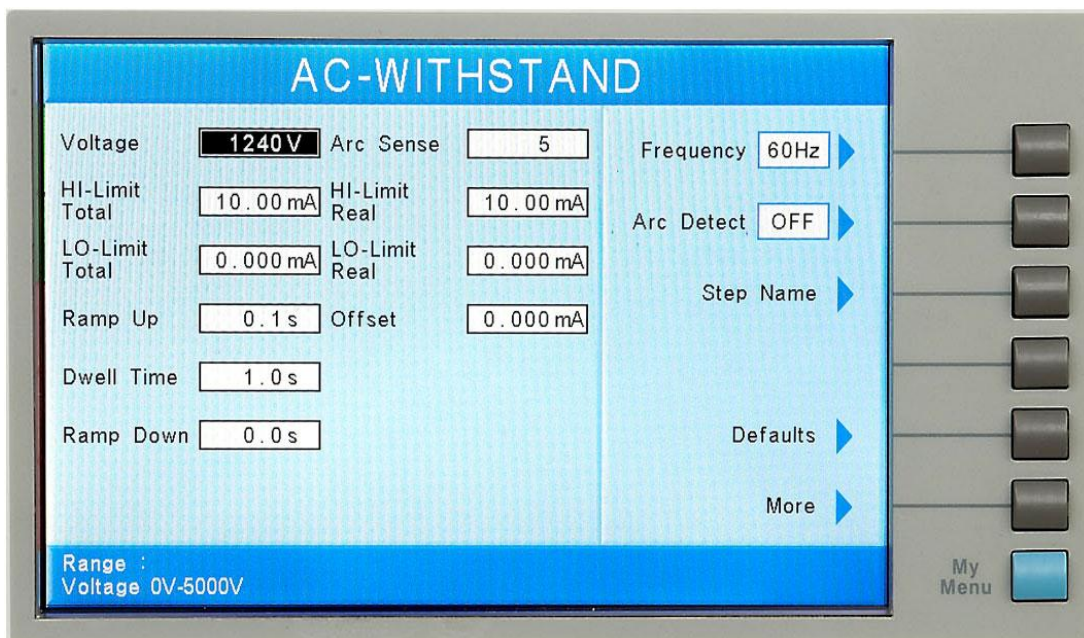 AC-WITHSTAND
Voltage 1240V Arc Sense 5
HI-Limit Total 10.00mA HI-Limit Real 10.00mA
LO-Limit Total 0.000mA LO-Limit Real 0.000mA
Ramp Up 0.1s Offset 0.000mA
Dwell Time 1.0s
Ramp Down 0.0s
Frequency 60Hz
Arc Detect OFF
Step Name
Defaults
More
Range :
Voltage 0V-5000V
My
Menu